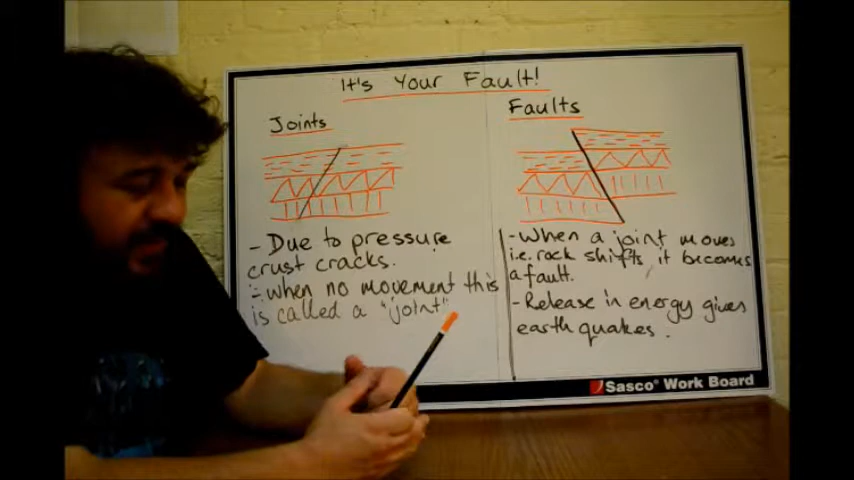 It's Your Fault!
Joints
- Due to pressure
crust cracks.
- when no movement this
is called a "joint"
Faults
- When a joint moves
i.e. rock shifts it becomes
a fault.
- Release in energy gives
earth quakes.
Sasco® Work Board